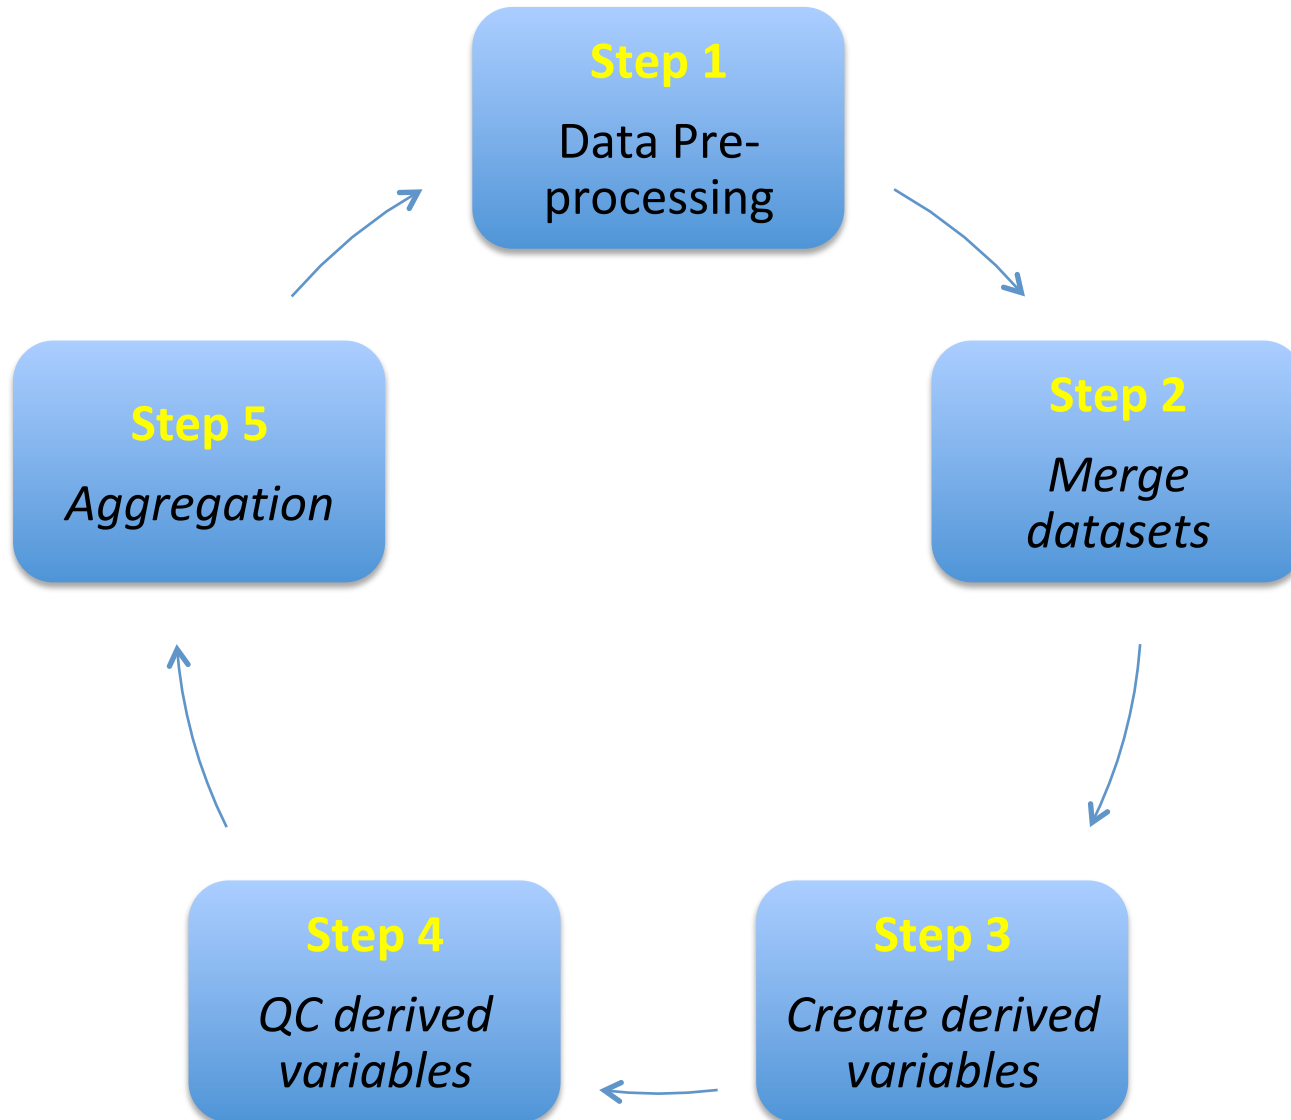 Step 1
Data Pre-
processing
Step 2
Merge
datasets
Step 3
Create derived
variables
Step 4
QC derived
variables
Step 5
Aggregation